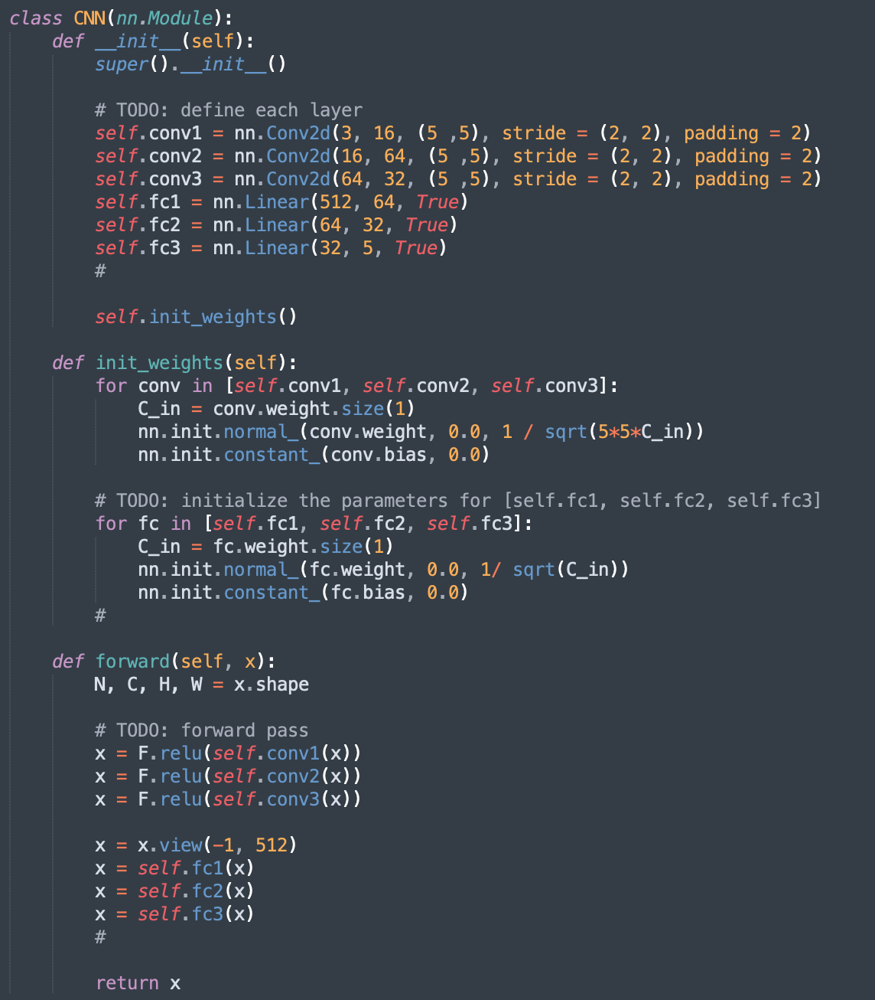 class CNN(nn.Module):
    def __init__(self):
        super().__init__()

        # TODO: define each layer
        self.conv1 = nn.Conv2d(3, 16, (5 ,5), stride = (2, 2), padding = 2)
        self.conv2 = nn.Conv2d(16, 64, (5 ,5), stride = (2, 2), padding = 2)
        self.conv3 = nn.Conv2d(64, 32, (5 ,5), stride = (2, 2), padding = 2)
        self.fc1 = nn.Linear(512, 64, True)
        self.fc2 = nn.Linear(64, 32, True)
        self.fc3 = nn.Linear(32, 5, True)
        #

        self.init_weights()

    def init_weights(self):
        for conv in [self.conv1, self.conv2, self.conv3]:
            C_in = conv.weight.size(1)
            nn.init.normal_(conv.weight, 0.0, 1 / sqrt(5*5*C_in))
            nn.init.constant_(conv.bias, 0.0)

        # TODO: initialize the parameters for [self.fc1, self.fc2, self.fc3]
        for fc in [self.fc1, self.fc2, self.fc3]:
            C_in = fc.weight.size(1)
            nn.init.normal_(fc.weight, 0.0, 1/ sqrt(C_in))
            nn.init.constant_(fc.bias, 0.0)
        #

    def forward(self, x):
        N, C, H, W = x.shape

        # TODO: forward pass
        x = F.relu(self.conv1(x))
        x = F.relu(self.conv2(x))
        x = F.relu(self.conv3(x))

        x = x.view(-1, 512)
        x = self.fc1(x)
        x = self.fc2(x)
        x = self.fc3(x)
        #

        return x